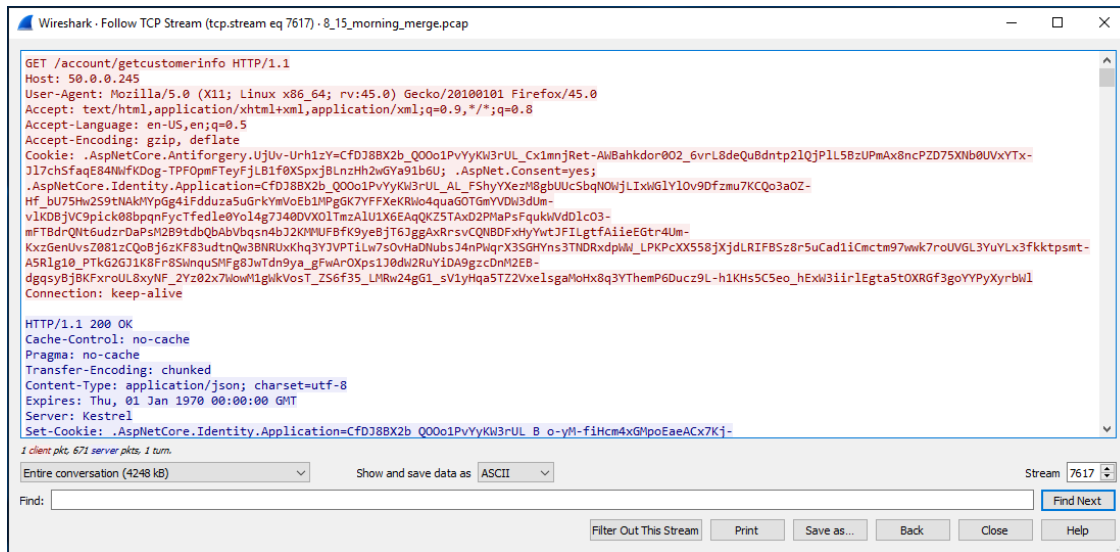 Wireshark · Follow TCP Stream (tcp.stream eq 7617) · 8_15_morning_merge.pcap
GET /account/getcustomerinfo HTTP/1.1
Host: 50.0.0.245
User-Agent: Mozilla/5.0 (X11; Linux x86_64; rv:45.0) Gecko/20100101 Firefox/45.0
Accept: text/html,application/xhtml+xml,application/xml;q=0.9,*/*;q=0.8
Accept-Language: en-US,en;q=0.5
Accept-Encoding: gzip, deflate
Cookie: .AspNetCore.Antiforgery.UjUv-Urh1zY=CfDJ8BX2b_QOOo1PvYyKW3rUL_Cx1mnjRet-AWBahkdor0O2_6vrL8deQuBdntp2lQjPlL5BzUPmAx8ncPZD75XNb0UVxYTx-
Jl7chSfaqE84NWfKDog-TPFOpmFTeyFjLB1f0XSpxjBLnzHh2wGYa91b6U; .AspNet.Consent=yes;
.AspNetCore.Identity.Application=CfDJ8BX2b_QOOo1PvYyKW3rUL_AL_FShyYXezM8gbUUcSbqNOWjLIxWGlYlOv9Dfzmu7KCQo3aOZ-
Hf_bU75Hw2S9tNAkMYpGg4iFdduza5uGrkYmVoEb1MPgGK7YFFXeKRWo4quaGOTGmYVDW3dUm-
vlKDBjVC9pick08bpqnFycTfedle0Yol4g7J40DVXOlTmzAlU1X6EAqQKZ5TAxD2PMaPsFqukWVdDlcO3-
mFTBdrQNt6udzrDaPsM2B9tdbQbAbVbqsn4bJ2KMMUFBfK9yeBjT6JggAxRrsvCQNBDFxHyYwtJFILgtfAiieEGtr4Um-
KxzGenUvsZ081zCQoBj6zKF83udtnQw3BNRUxKhq3YJVPTiLw7sOvHaDNubsJ4nPWqrX3SGHYns3TNDRxdpWW_LPKPcXX558jXjdLRIFBSz8r5uCad1iCmctm97wwk7roUVGL3YuYLx3fkktpsmt-
A5Rlg10_PTkG2GJ1K8Fr8SWnquSMFg8JwTdn9ya_gFwArOXps1J0dW2RuYiDA9gzcDnM2EB-
dgqsyBjBKFxroUL8xyNF_2Yz02x7WowM1gWkVosT_ZS6f35_LMRw24gG1_sV1yHqa5TZ2VxelsgaMoHx8q3YThemP6Ducz9L-h1KHs5C5eo_hExW3iirlEgta5tOXRGf3goYYPyXyrbWl
Connection: keep-alive
HTTP/1.1 200 OK
Cache-Control: no-cache
Pragma: no-cache
Transfer-Encoding: chunked
Content-Type: application/json; charset=utf-8
Expires: Thu, 01 Jan 1970 00:00:00 GMT
Server: Kestrel
Set-Cookie: .AspNetCore.Identity.Application=CfDJ8BX2b_QOOo1PvYyKW3rUL_B_o-yM-fiHcm4xGMpoEaeACx7Kj-
1 client pkt, 671 server pkts, 1 turn.
Entire conversation (4248 kB) Show and save data as ASCII Stream 7617
Find: Find Next
Filter Out This Stream Print Save as... Back Close Help